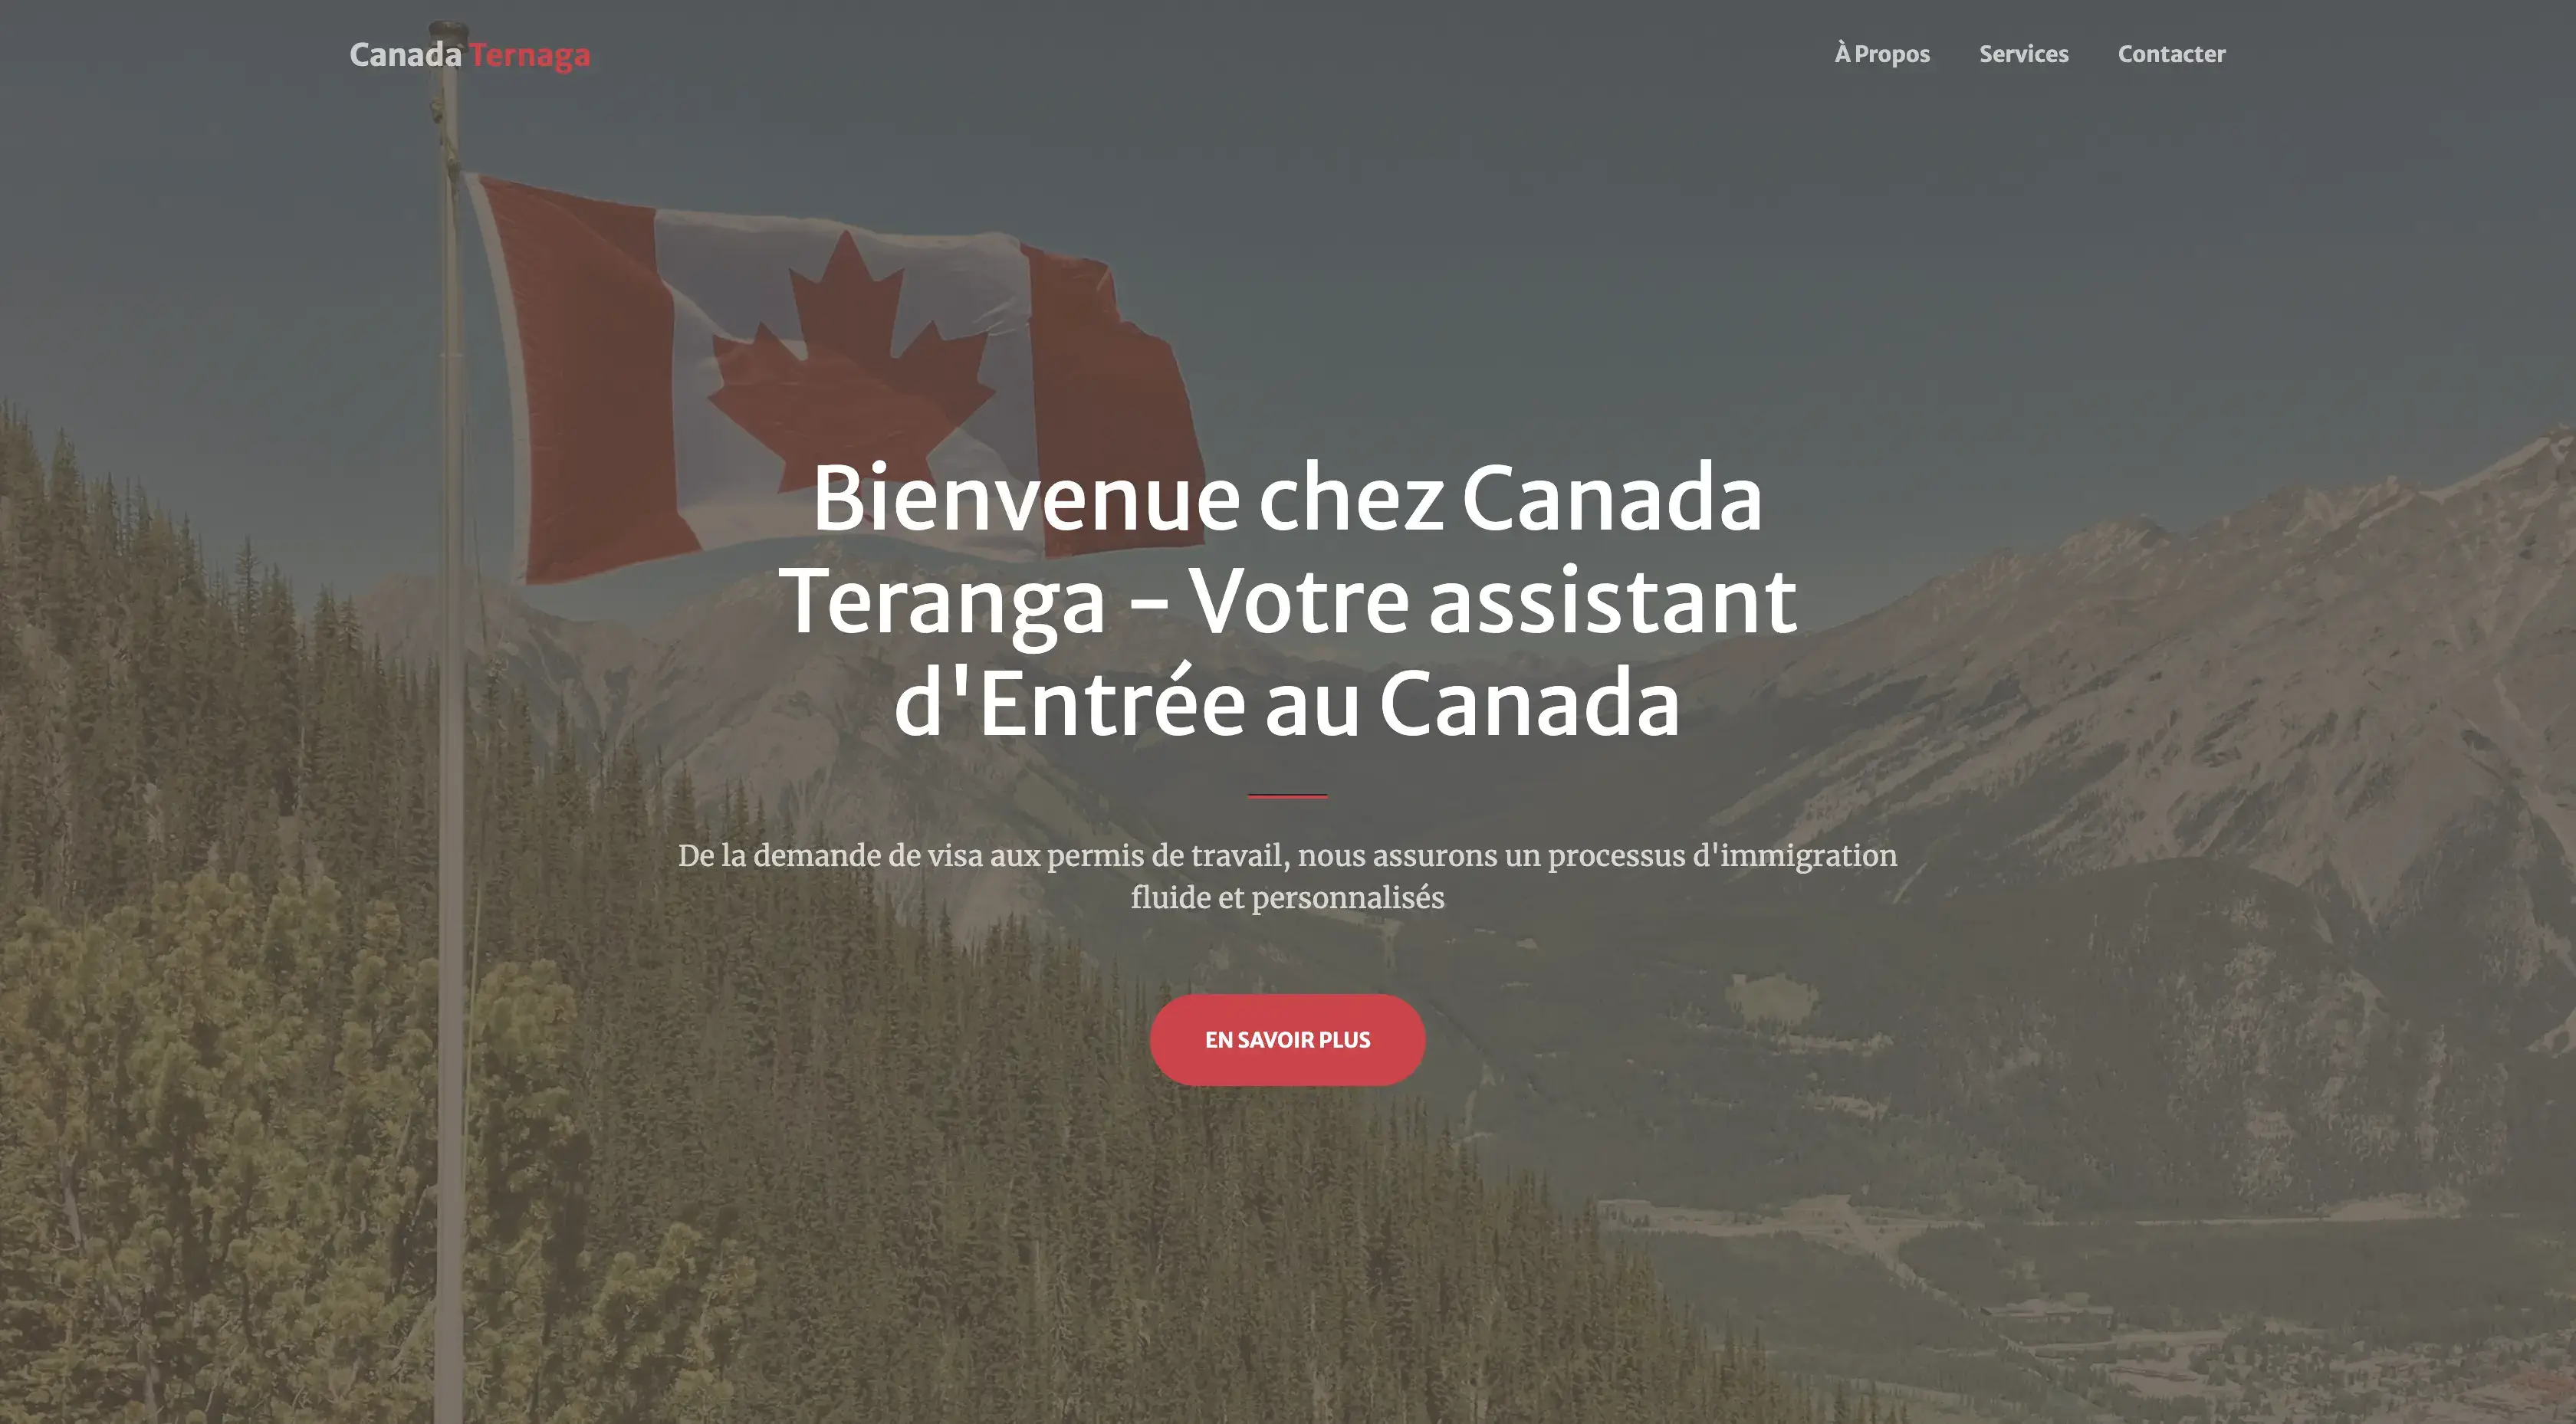 Canada Ternaga
À Propos
Services
Contacter
Bienvenue chez Canada
Teranga - Votre assistant
d'Entrée au Canada
De la demande de visa aux permis de travail, nous assurons un processus d'immigration
fluide et personnalisés
EN SAVOIR PLUS